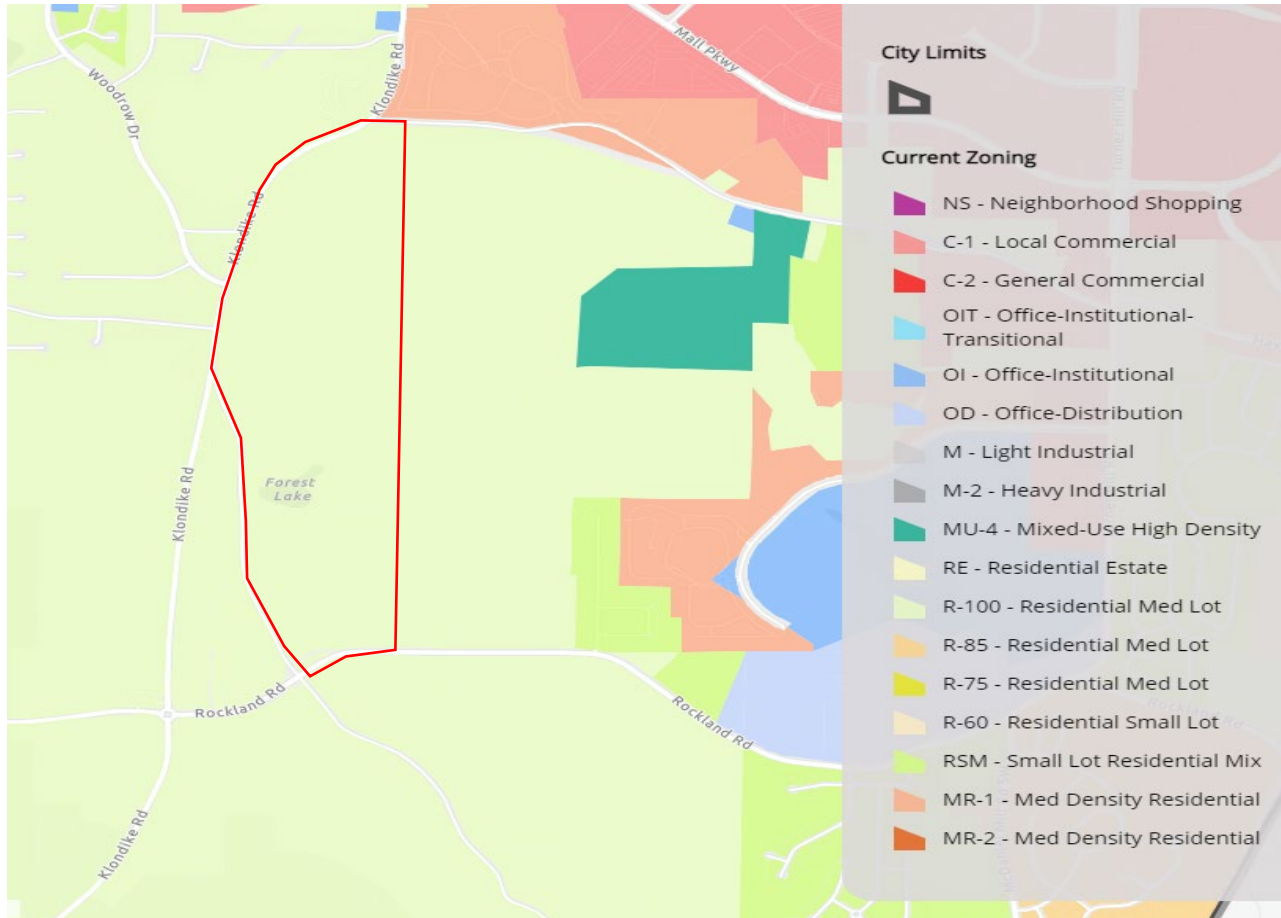 City Limits
Current Zoning
NS - Neighborhood Shopping
C-1 - Local Commercial
C-2 - General Commercial
OIT - Office-Institutional-
Transitional
OI - Office-Institutional
OD - Office-Distribution
M - Light Industrial
M-2 - Heavy Industrial
MU-4 - Mixed-Use High Density
RE - Residential Estate
R-100 - Residential Med Lot
R-85 - Residential Med Lot
R-75 - Residential Med Lot
R-60 - Residential Small Lot
RSM - Small Lot Residential Mix
MR-1 - Med Density Residential
MR-2 - Med Density Residential
Mall Pkwy
Klondike Rd
Woodrow Dr
Klondike Rd
Forest
Lake
Klondike Rd
Rockland Rd
Rockland Rd
Rockland Rd
Klondike Rd